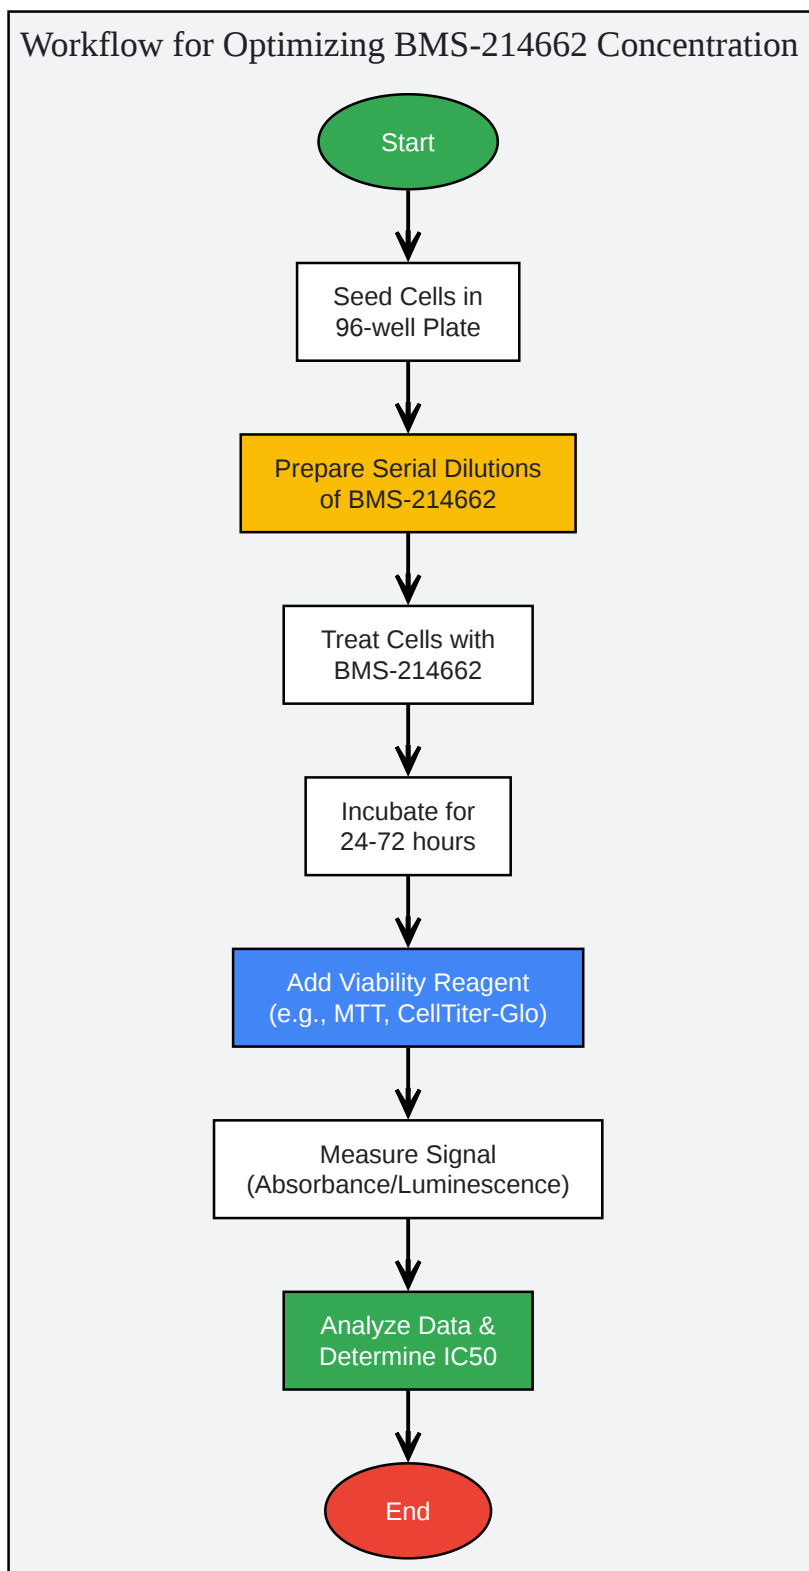 Workflow for Optimizing BMS-214662 Concentration
Start
Seed Cells in
96-well Plate
Prepare Serial Dilutions
of BMS-214662
Treat Cells with
BMS-214662
Incubate for
24-72 hours
Add Viability Reagent
(e.g., MTT, CellTiter-Glo)
Measure Signal
(Absorbance/Luminescence)
Analyze Data &
Determine IC50
End